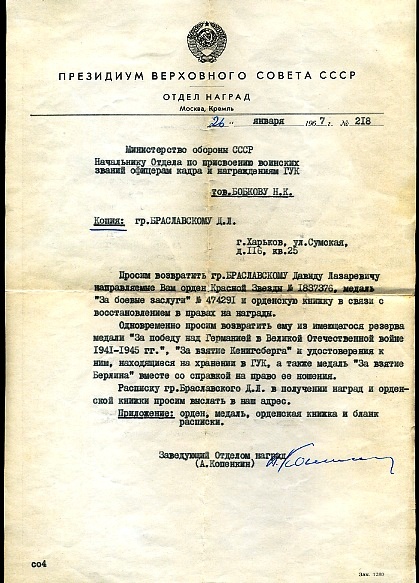 ПРЕЗИДИУМ ВЕРХОВНОГО СОВЕТА СССР
ОТДЕЛ НАГРАД
Москва, Кремль
26 " января 1967 г. № 218
Министерство обороны СССР
Начальнику Отдела по присвоению воинских
званий офицерам кадра и награждениям ГУК
тов.БОБКОВУ Н.К.
Копия: гр.БРАСЛАВСКОМУ Д.Л.
г.Харьков, ул.Сумская,
д.116, кв.25
Просим возвратить гр.БРАСЛАВСКОМУ Давиду Лазаревичу
направляемые Вам орден Красной Звезды № 1837376, медаль
"За боевые заслуги" № 474291 и орденскую книжку в связи с
восстановлением в правах на награды.
Одновременно просим возвратить ему из имеющегося резерва
медали "За победу над Германией в Великой Отечественной войне
1941-1945 гг.", "За взятие Кенигсберга" и удостоверения к
ним, находящиеся на хранении в ГУК, а также медаль "За взятие
Берлина" вместе со справкой на право ее ношения.
Расписку гр.Браславского Д.Л. в получении наград и орден-
ской книжки просим выслать в наш адрес.
Приложение: орден, медаль, орденская книжка и бланк
расписки.
Заведующий Отделом наград
(А.Копенкин)
со4
Зак. 1280